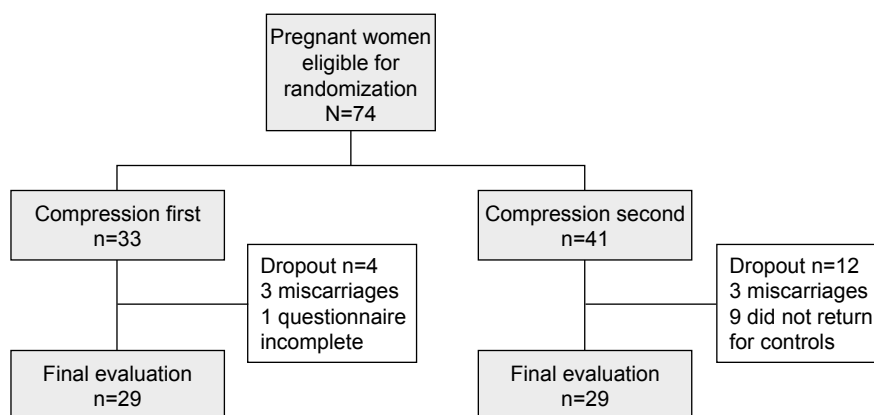 Pregnant women
eligible for
randomization
N=74
Compression first
n=33
Compression second
n=41
Dropout n=4
3 miscarriages
1 questionnaire
incomplete
Dropout n=12
3 miscarriages
9 did not return
for controls
Final evaluation
n=29
Final evaluation
n=29